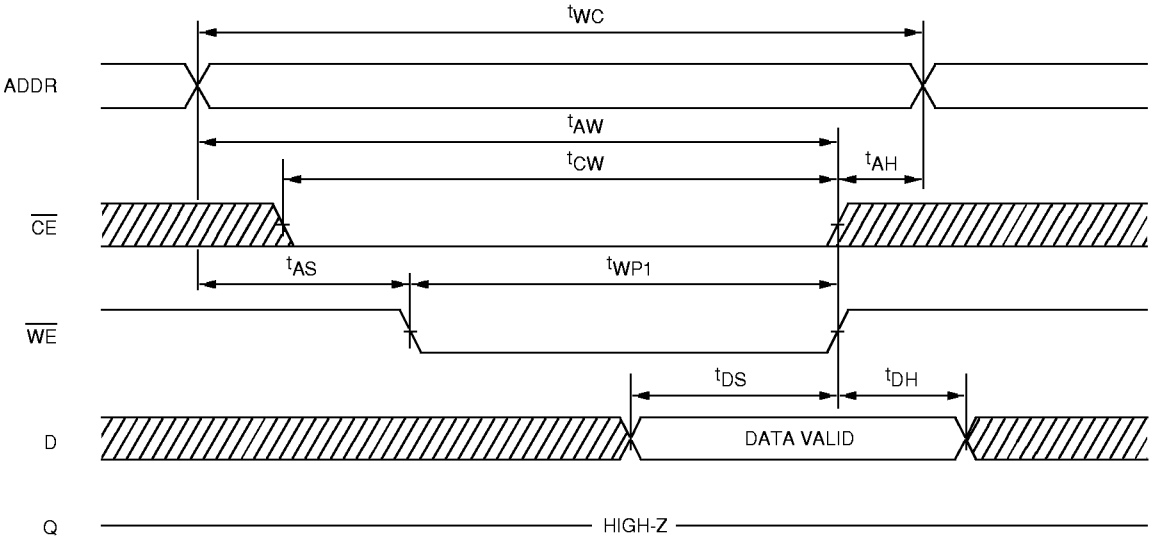 tWC
ADDR
tAW
tCW
tAH
CE
tAS
tWP1
WE
tDS
tDH
D
DATA VALID
Q
HIGH-Z